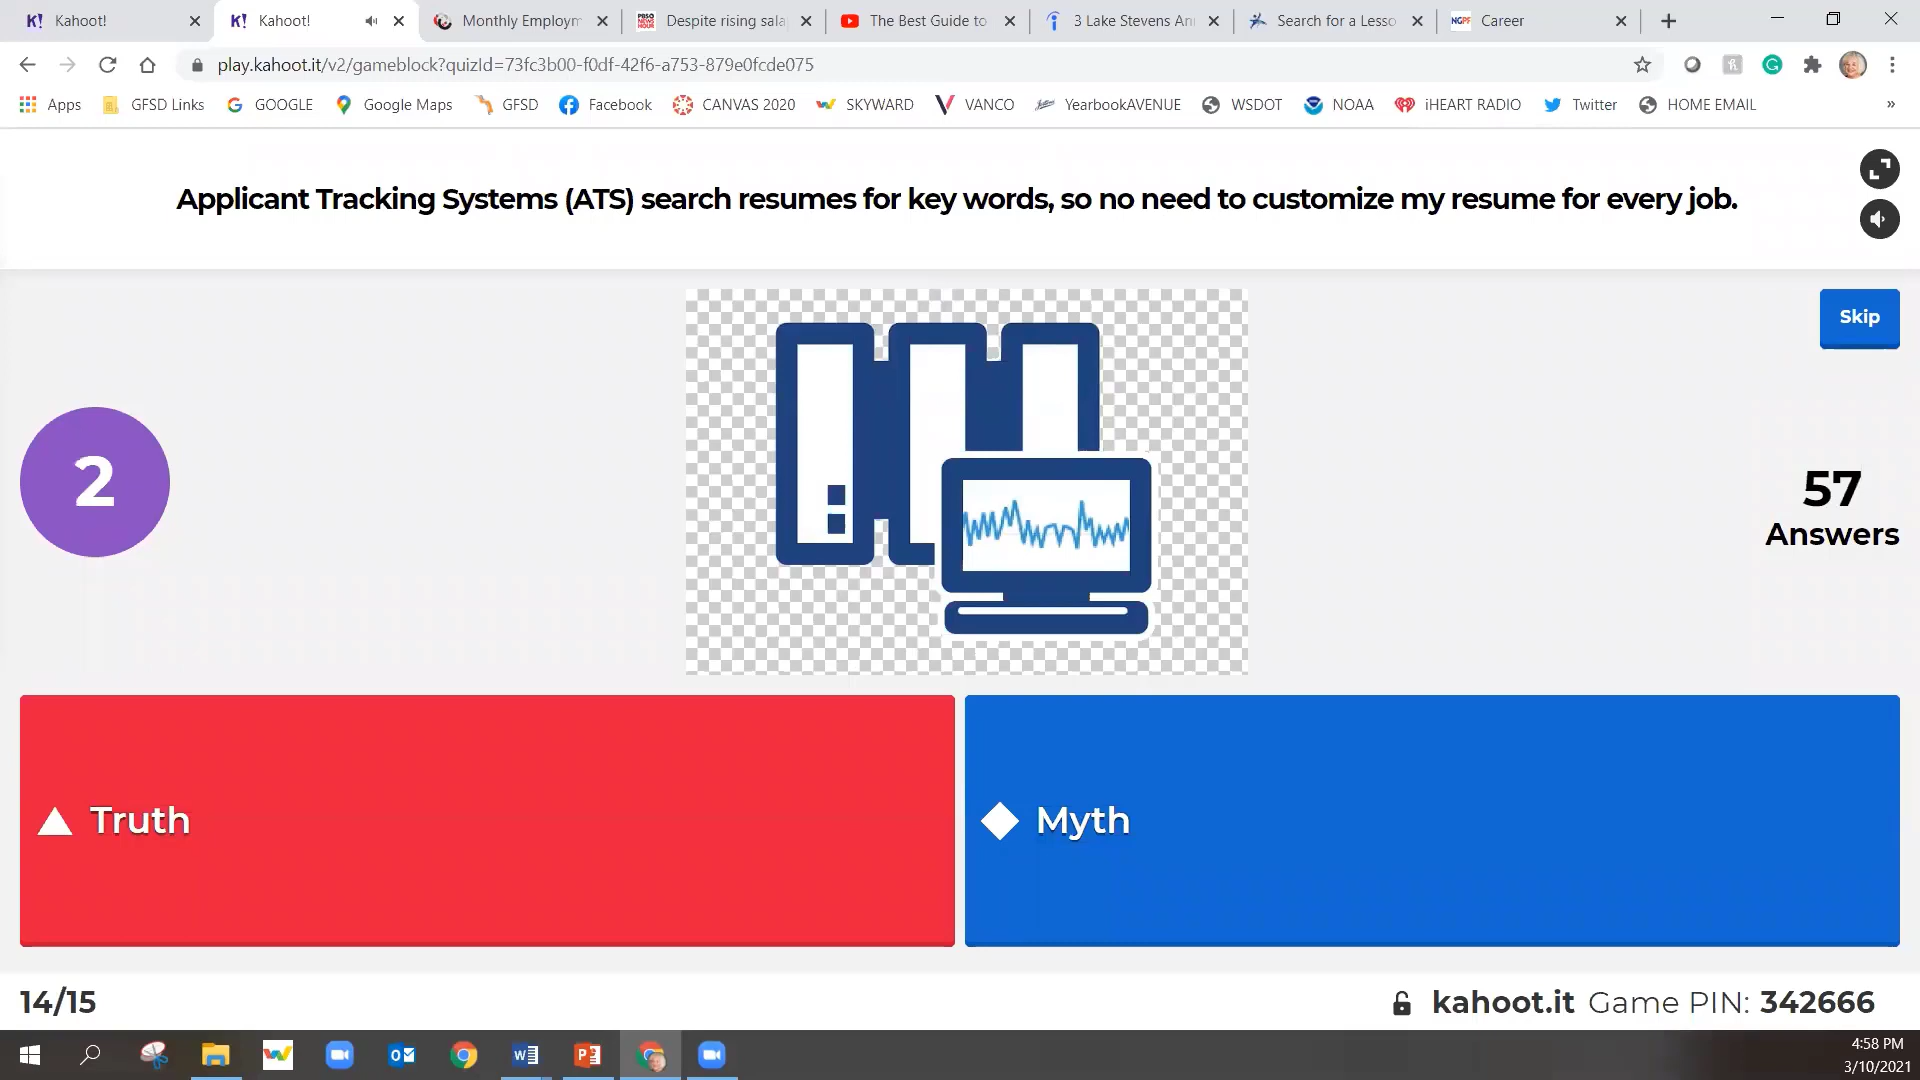 Kahoot!
Kahoot!
Monthly Employm
Despite rising sala
The Best Guide to
3 Lake Stevens An
Search for a Lesso
NGPF Career
play.kahoot.it/v2/gameblock?quizId=73fc3b00-f0df-42f6-a753-879e0fcde075
Apps GFSD Links GOOGLE Google Maps GFSD Facebook CANVAS 2020 SKYWARD VANCO YearbookAVENUE WSDOT NOAA iHEART RADIO Twitter HOME EMAIL »
Applicant Tracking Systems (ATS) search resumes for key words, so no need to customize my resume for every job.
Skip
2
57
Answers
Truth
Myth
14/15
kahoot.it Game PIN: 342666
4:58 PM
3/10/2021